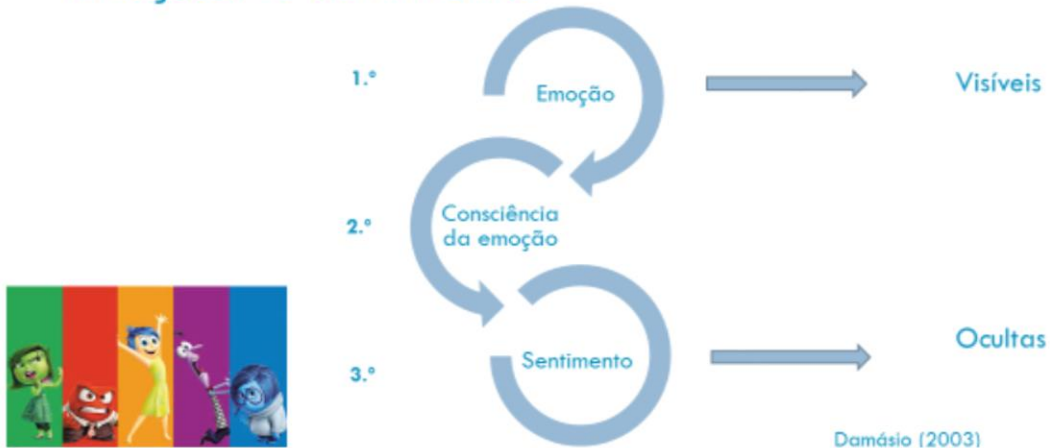 1.º
Emoção
Visíveis
2.º
Consciência
da emoção
3.º
Sentimento
Ocultas
Damásio (2003)